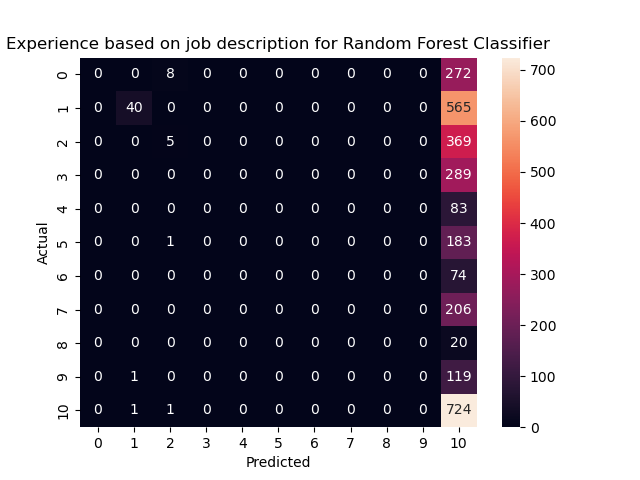 Experience based on job description for Random Forest Classifier
0 0 0 8 0 0 0 0 0 0 0 272
1 0 40 0 0 0 0 0 0 0 0 565
2 0 0 5 0 0 0 0 0 0 0 369
3 0 0 0 0 0 0 0 0 0 0 289
4 0 0 0 0 0 0 0 0 0 0 83
5 0 0 1 0 0 0 0 0 0 0 183
6 0 0 0 0 0 0 0 0 0 0 74
7 0 0 0 0 0 0 0 0 0 0 206
8 0 0 0 0 0 0 0 0 0 0 20
9 0 1 0 0 0 0 0 0 0 0 119
10 0 1 1 0 0 0 0 0 0 0 724
Actual
0 1 2 3 4 5 6 7 8 9 10
Predicted
700
600
500
400
300
200
100
0